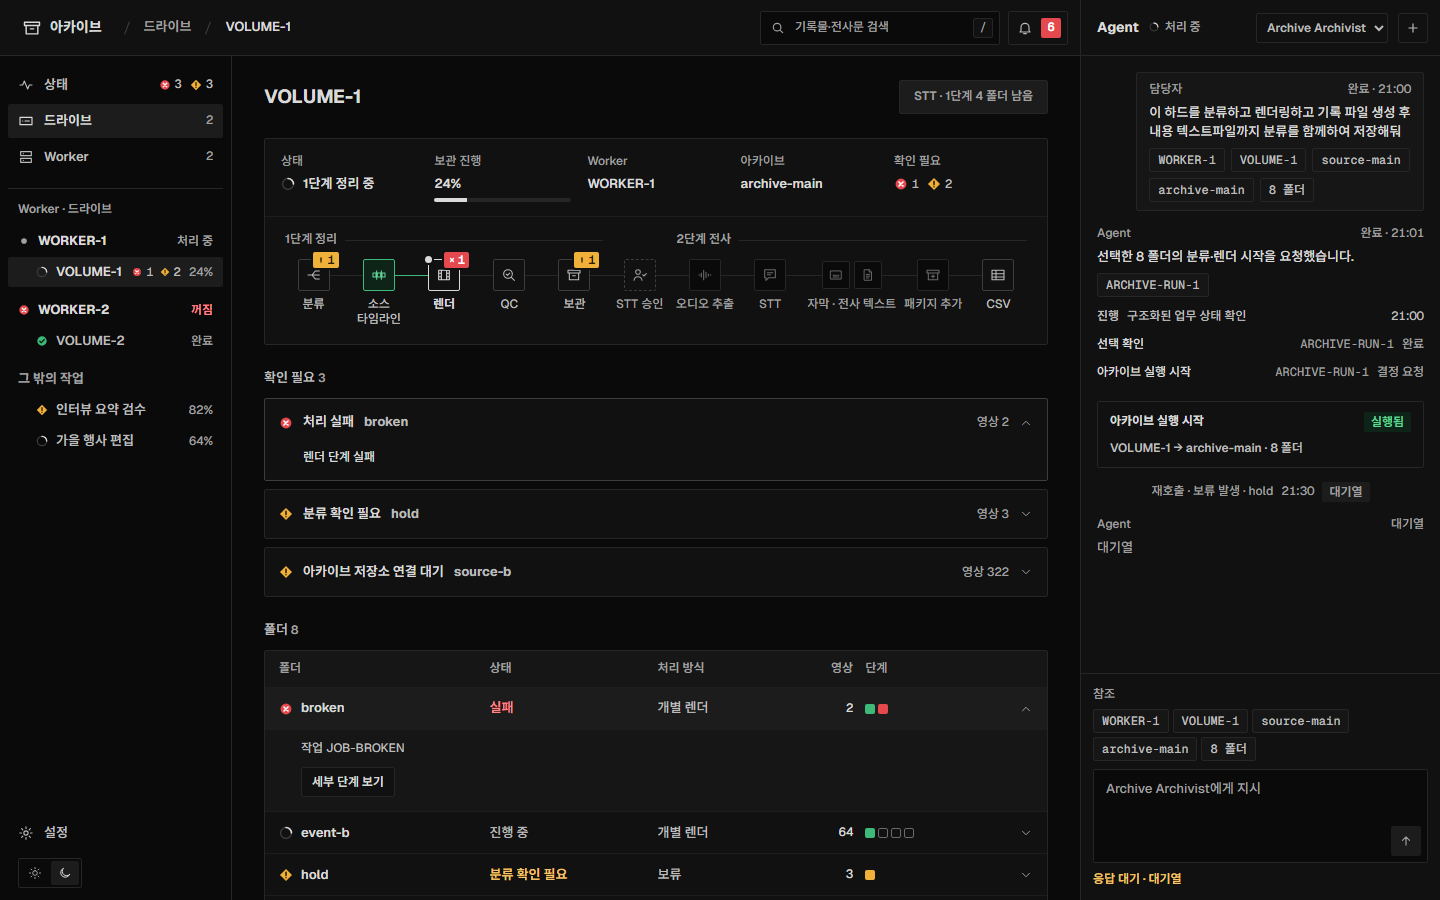 아카이브 / 드라이브 / VOLUME-1
기록물·전사문 검색 /
6
상태 3 3
드라이브 2
Worker 2
Worker · 드라이브
WORKER-1 처리 중
VOLUME-1 1 2 24%
WORKER-2 꺼짐
VOLUME-2 완료
그 밖의 작업
인터뷰 요약 검수 82%
가을 행사 편집 64%
설정
VOLUME-1
STT · 1단계 4 폴더 남음
상태 보관 진행 Worker 아카이브 확인 필요
1단계 정리 중 24% WORKER-1 archive-main 1 2
1단계 정리 2단계 전사
! 1 × 1 ! 1
분류 소스 렌더 QC 보관 STT 승인 오디오 추출 STT 자막 · 전사 텍스트 패키지 추가 CSV
타임라인
확인 필요 3
처리 실패 broken 영상 2
렌더 단계 실패
분류 확인 필요 hold 영상 3
아카이브 저장소 연결 대기 source-b 영상 322
폴더 8
폴더 상태 처리 방식 영상 단계
broken 실패 개별 렌더 2
작업 JOB-BROKEN
세부 단계 보기
event-b 진행 중 개별 렌더 64
hold 분류 확인 필요 보류 3
Agent 처리 중 Archive Archivist +
담당자 완료 · 21:00
이 하드를 분류하고 렌더링하고 기록 파일 생성 후
내용 텍스트파일까지 분류를 함께하여 저장해둬
WORKER-1 VOLUME-1 source-main
archive-main 8 폴더
Agent 완료 · 21:01
선택한 8 폴더의 분류·렌더 시작을 요청했습니다.
ARCHIVE-RUN-1
진행 구조화된 업무 상태 확인 21:00
선택 확인 ARCHIVE-RUN-1 완료
아카이브 실행 시작 ARCHIVE-RUN-1 결정 요청
아카이브 실행 시작 실행됨
VOLUME-1 → archive-main · 8 폴더
재호출 · 보류 발생 · hold 21:30 대기열
Agent 대기열
대기열
참조
WORKER-1 VOLUME-1 source-main
archive-main 8 폴더
Archive Archivist에게 지시
응답 대기 · 대기열